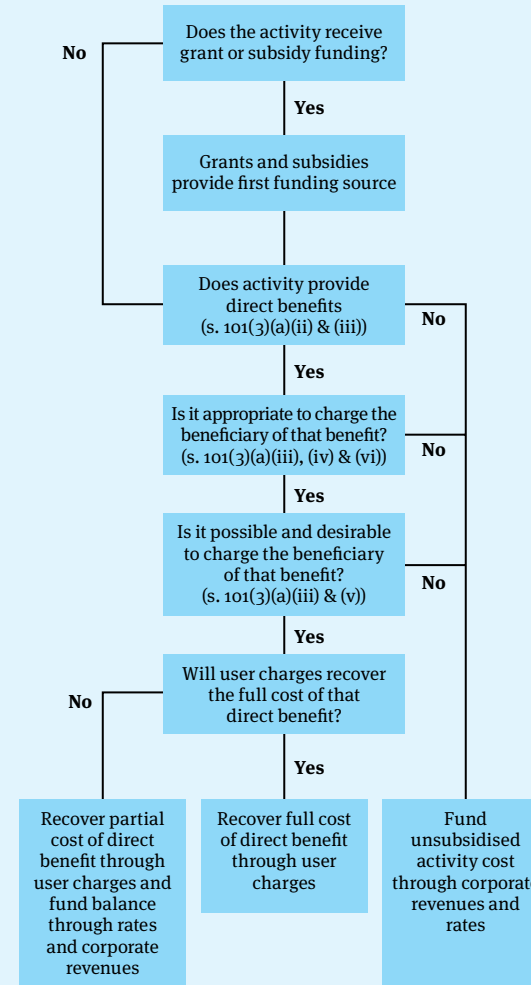 Does the activity receive
grant or subsidy funding?
No
Yes
Grants and subsidies
provide first funding source
Does activity provide
direct benefits
(s. 101(3)(a)(ii) & (iii))
No
Yes
Is it appropriate to charge the
beneficiary of that benefit?
(s. 101(3)(a)(iii), (iv) & (vi))
No
Yes
Is it possible and desirable
to charge the beneficiary
of that benefit?
(s. 101(3)(a)(iii) & (v))
No
Yes
Will user charges recover
the full cost of that
direct benefit?
No
Yes
Recover partial
cost of direct
benefit through
user charges and
fund balance
through rates
and corporate
revenues
Recover full cost
of direct benefit
through user
charges
Fund
unsubsidised
activity cost
through corporate
revenues and
rates